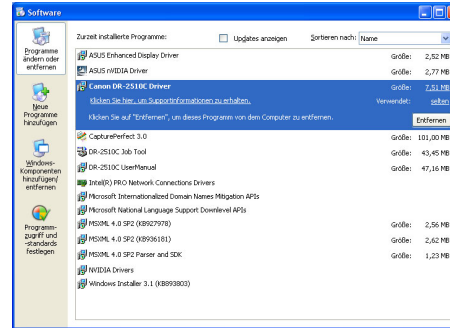 Software
Programme
ändern oder
entfernen
Neue
Programme
hinzufügen
Windows-
Komponenten
hinzufügen/
entfernen
Programm-
zugriff und
-standards
festlegen
Zurzeit installierte Programme: Updates anzeigen Sortieren nach: Name
ASUS Enhanced Display Driver Größe: 2,52 MB
ASUS nVIDIA Driver Größe: 2,77 MB
Canon DR-2510C Driver Größe: 7,51 MB
Klicken Sie hier, um Supportinformationen zu erhalten. Verwendet: selten
Klicken Sie auf "Entfernen", um dieses Programm von dem Computer zu entfernen. Entfernen
CapturePerfect 3.0 Größe: 101,00 MB
DR-2510C Job Tool Größe: 43,45 MB
DR-2510C UserManual Größe: 47,16 MB
Intel(R) PRO Network Connections Drivers
Microsoft Internationalized Domain Names Mitigation APIs
Microsoft National Language Support Downlevel APIs
MSXML 4.0 SP2 (KB927978) Größe: 2,56 MB
MSXML 4.0 SP2 (KB936181) Größe: 2,62 MB
MSXML 4.0 SP2 Parser and SDK Größe: 1,23 MB
NVIDIA Drivers
Windows Installer 3.1 (KB893803)